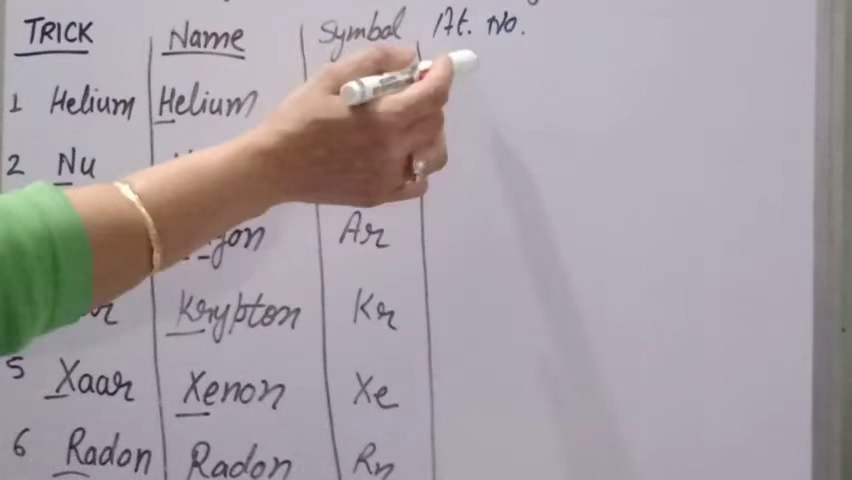 TRICK Name Symbol At. No.
1 Helium Helium
2 Nu
Ar
Krypton Kr
5 Xaar Xenon Xe
6 Radon Radon Rn